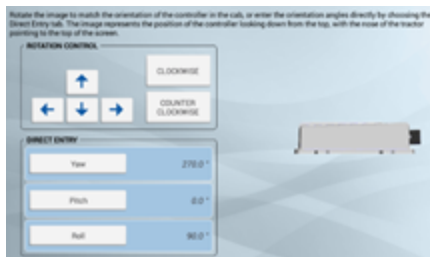 Rotate the image to match the orientation of the controller in the cab, or enter the orientation angles directly by choosing the
Direct Entry tab. The image represents the position of the controller looking down from the top, with the nose of the tractor
pointing to the top of the screen.
ROTATION CONTROL
CLOCKWISE
COUNTER
CLOCKWISE
DIRECT ENTRY
Yaw 270.0 °
Pitch 0.0 °
Roll 90.0 °